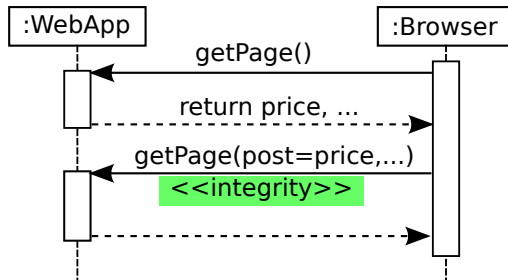 :WebApp
:Browser
getPage()
return price, ...
getPage(post=price,...)
<<integrity>>